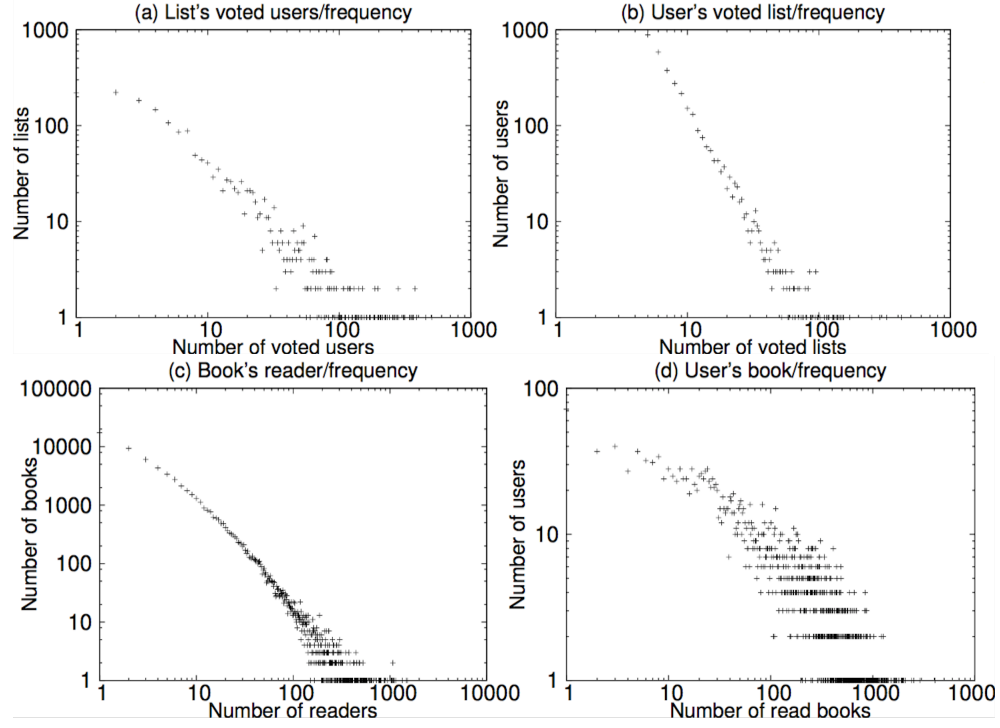 (a) List's voted users/frequency
1000
100
10
1
Number of lists
1 10 100 1000
Number of voted users
(b) User's voted list/frequency
1000
100
10
1
Number of users
1 10 100 1000
Number of voted lists
(c) Book's reader/frequency
100000
10000
1000
100
10
1
Number of books
1 10 100 1000 10000
Number of readers
(d) User's book/frequency
100
10
1
Number of users
1 10 100 1000 10000
Number of read books